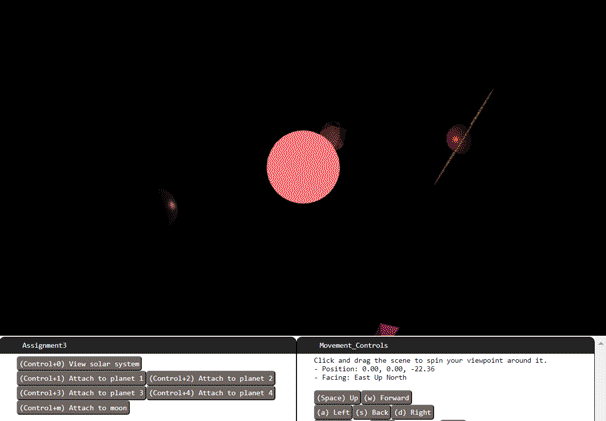 Assignment3
(Control+0) View solar system
(Control+1) Attach to planet 1 (Control+2) Attach to planet 2
(Control+3) Attach to planet 3 (Control+4) Attach to planet 4
(Control+m) Attach to moon
Movement_Controls
Click and drag the scene to spin your viewpoint around it.
- Position: 0.00, 0.00, -22.36
- Facing: East Up North
(Space) Up (w) Forward
(a) Left (s) Back (d) Right